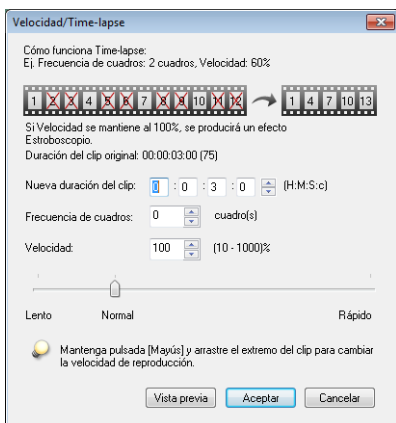 Velocidad/Time-lapse
Cómo funciona Time-lapse:
Ej. Frecuencia de cuadros: 2 cuadros, Velocidad: 60%
1 2 3 4 5 6 7 8 9 10 11 12 1 4 7 10 13
Si Velocidad se mantiene al 100%, se producirá un efecto
Estroboscopio.
Duración del clip original: 00:00:03:00 (75)
Nueva duración del clip: 0 : 0 : 3 : 0 (H:M:S:c)
Frecuencia de cuadros: 0 cuadro(s)
Velocidad: 100 (10 - 1000)%
Lento Normal Rápido
Mantenga pulsada [Mayús] y arrastre el extremo del clip para cambiar
la velocidad de reproducción.
Vista previa Aceptar Cancelar